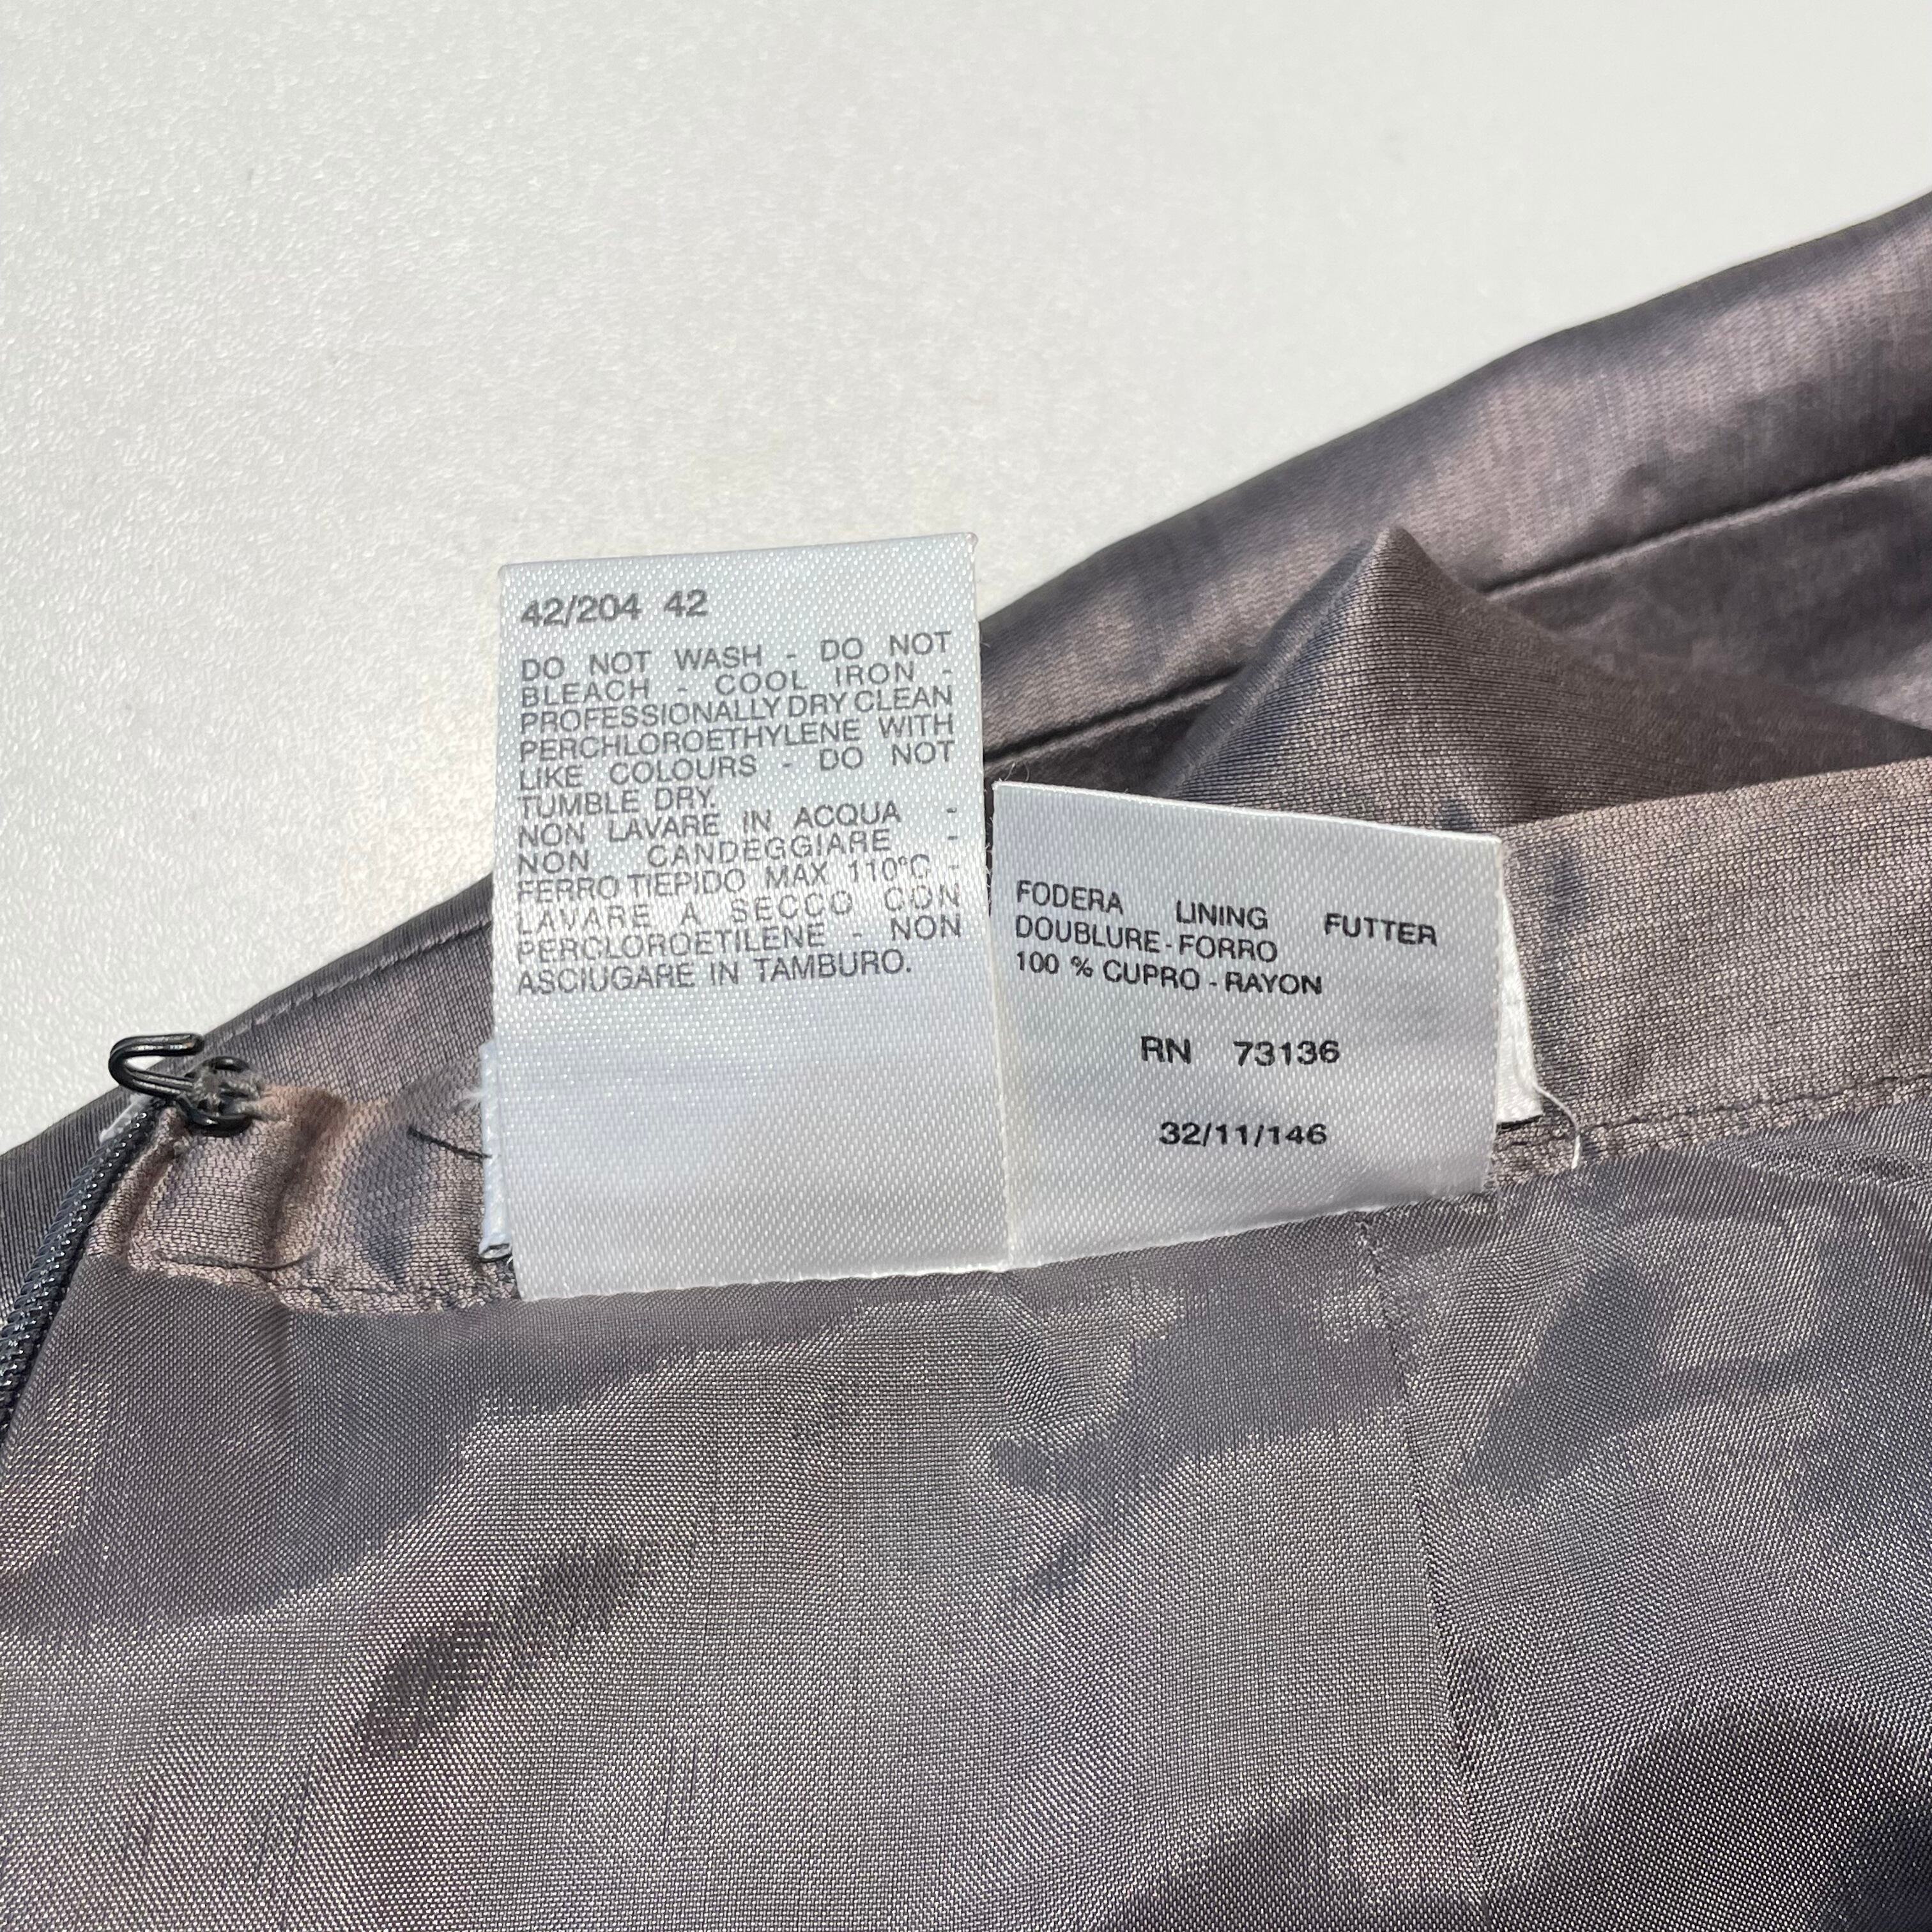 42/204 42
DO NOT WASH - DO NOT
BLEACH - COOL IRON -
PROFESSIONALLY DRY CLEAN
PERCHLOROETHYLENE WITH
LIKE COLOURS - DO NOT
TUMBLE DRY.
NON LAVARE IN ACQUA -
NON CANDEGGIARE -
FERRO TIEPIDO MAX 110°C -
LAVARE A SECCO CON
PERCLOROETILENE - NON
ASCIUGARE IN TAMBURO.
FODERA LINING FUTTER
DOUBLURE - FORRO
100 % CUPRO - RAYON
RN 73136
32/11/146